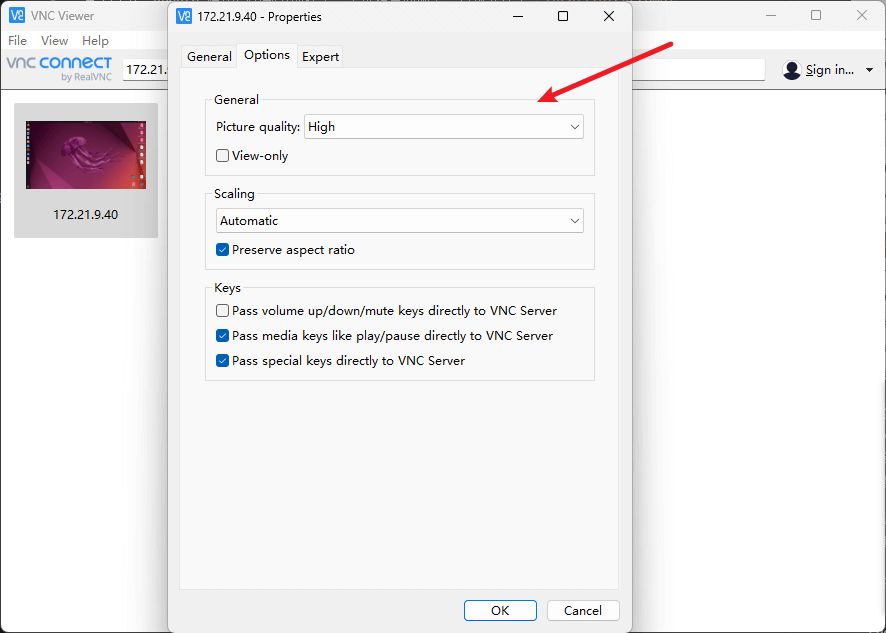 VNC Viewer
File View Help
VNC CONNECT
by RealVNC
172.21.
Sign in...
172.21.9.40
172.21.9.40 - Properties
General Options Expert
General
Picture quality: High
View-only
Scaling
Automatic
Preserve aspect ratio
Keys
Pass volume up/down/mute keys directly to VNC Server
Pass media keys like play/pause directly to VNC Server
Pass special keys directly to VNC Server
OK Cancel